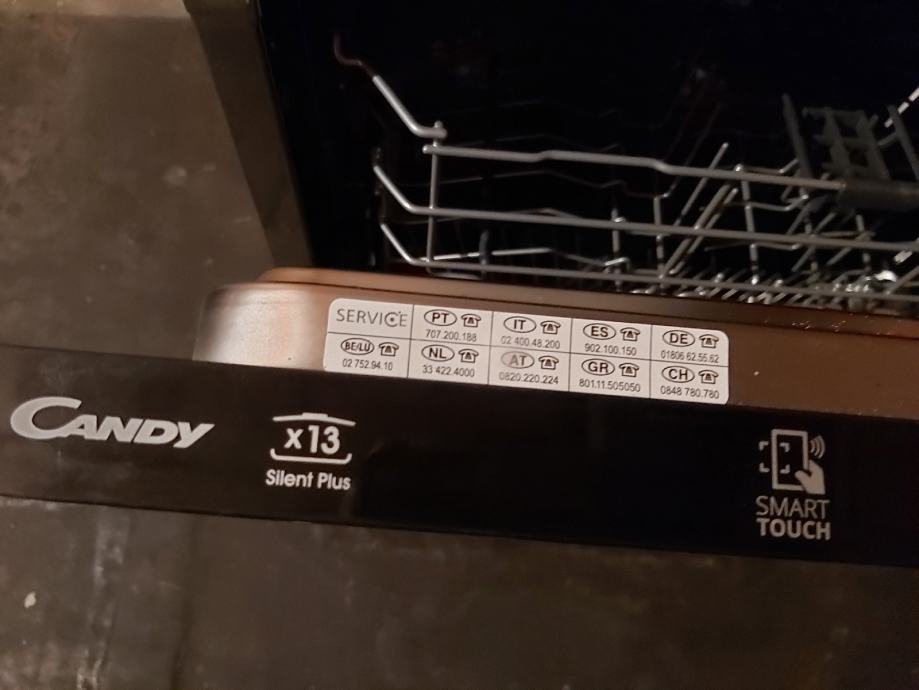 SERVICE
PT
707.200.188
IT
02 400.48.200
ES
902.100.150
DE
01806 62.55.62
BE/LU
02 752.94.10
NL
33 422.4000
AT
0820.220.224
GR
801.11.505050
CH
0848 780.780
CANDY
x13
Silent Plus
SMART
TOUCH